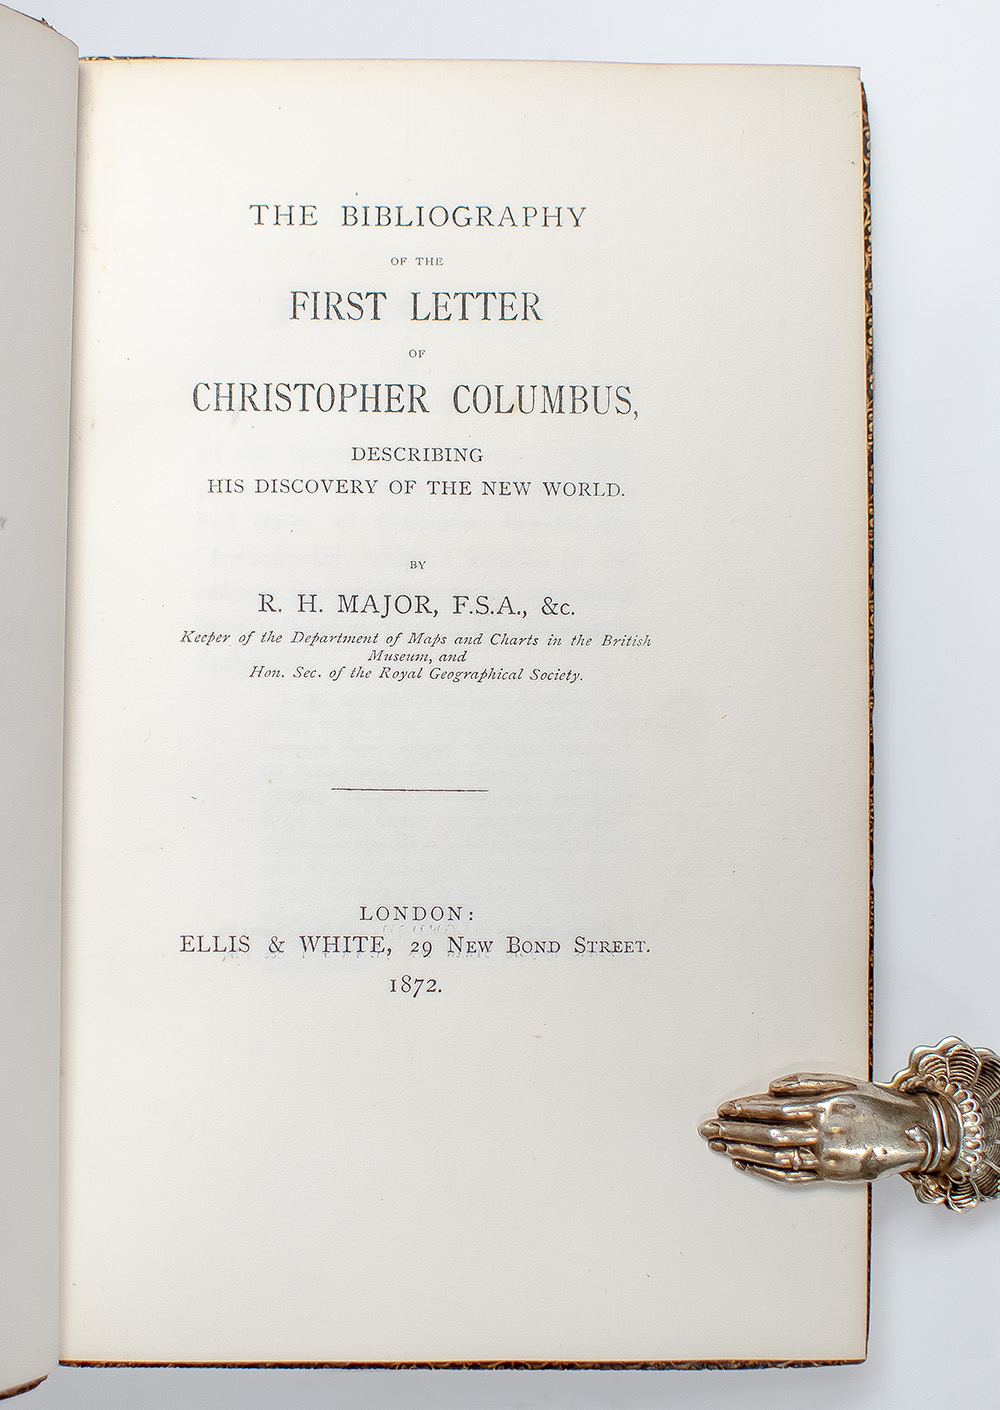 THE BIBLIOGRAPHY
OF THE
FIRST LETTER
OF
CHRISTOPHER COLUMBUS,
DESCRIBING
HIS DISCOVERY OF THE NEW WORLD.
BY
R. H. MAJOR, F.S.A., &c.
Keeper of the Department of Maps and Charts in the British
Museum, and
Hon. Sec. of the Royal Geographical Society.
LONDON:
ELLIS & WHITE, 29 NEW BOND STREET.
1872.